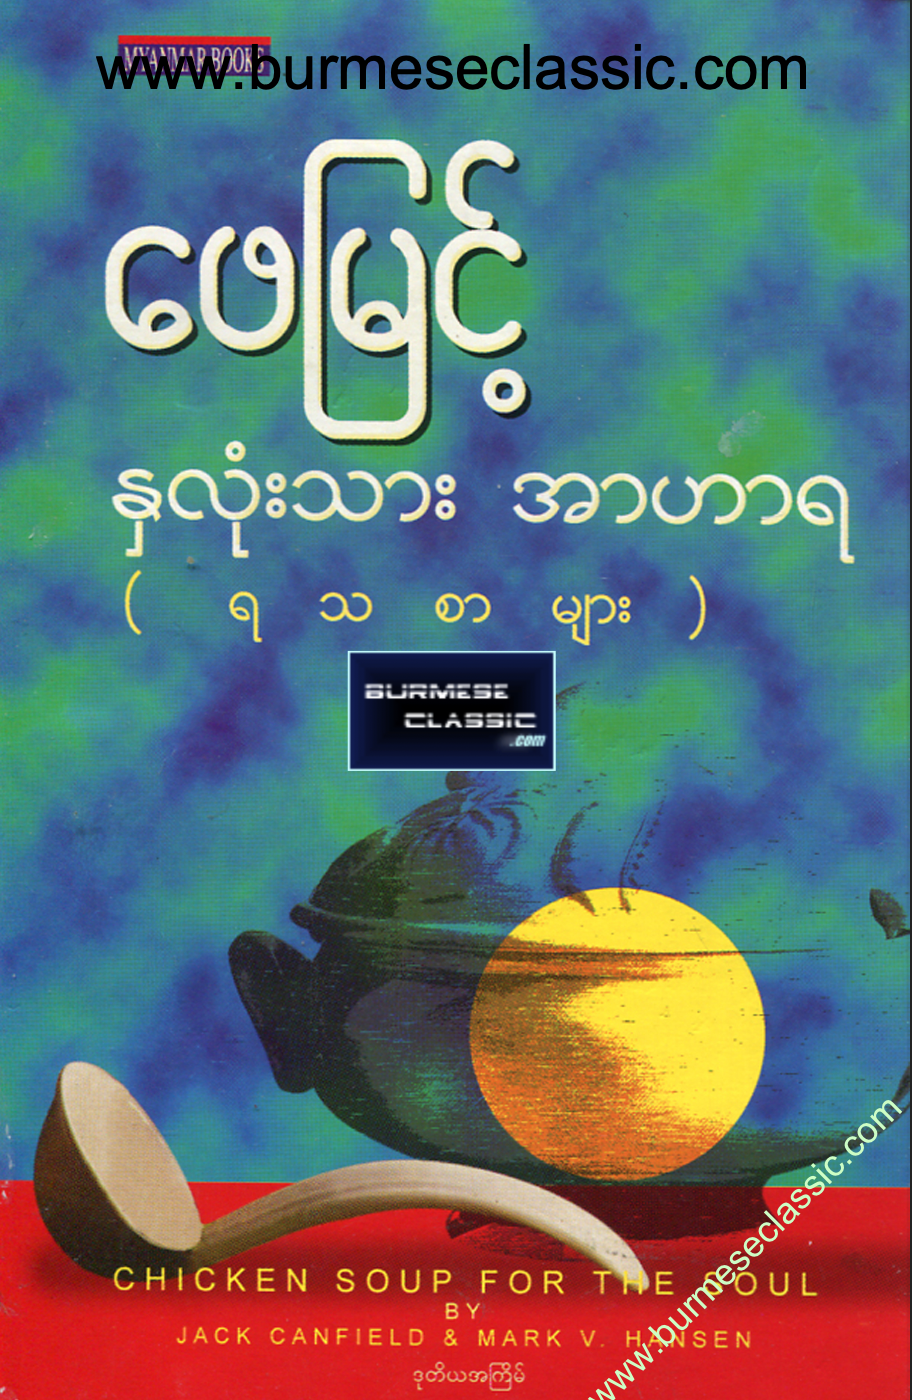 MYANMAR BOOKS
www.burmeseclassic.com
ဖေမြင့်
နှလုံးသား အာဟာရ
( ရ သ စာ များ )
BURMESE
CLASSIC
.com
CHICKEN SOUP FOR THE SOUL
BY
JACK CANFIELD & MARK V. HANSEN
ဒုတိယအကြိမ်
www.burmeseclassic.com